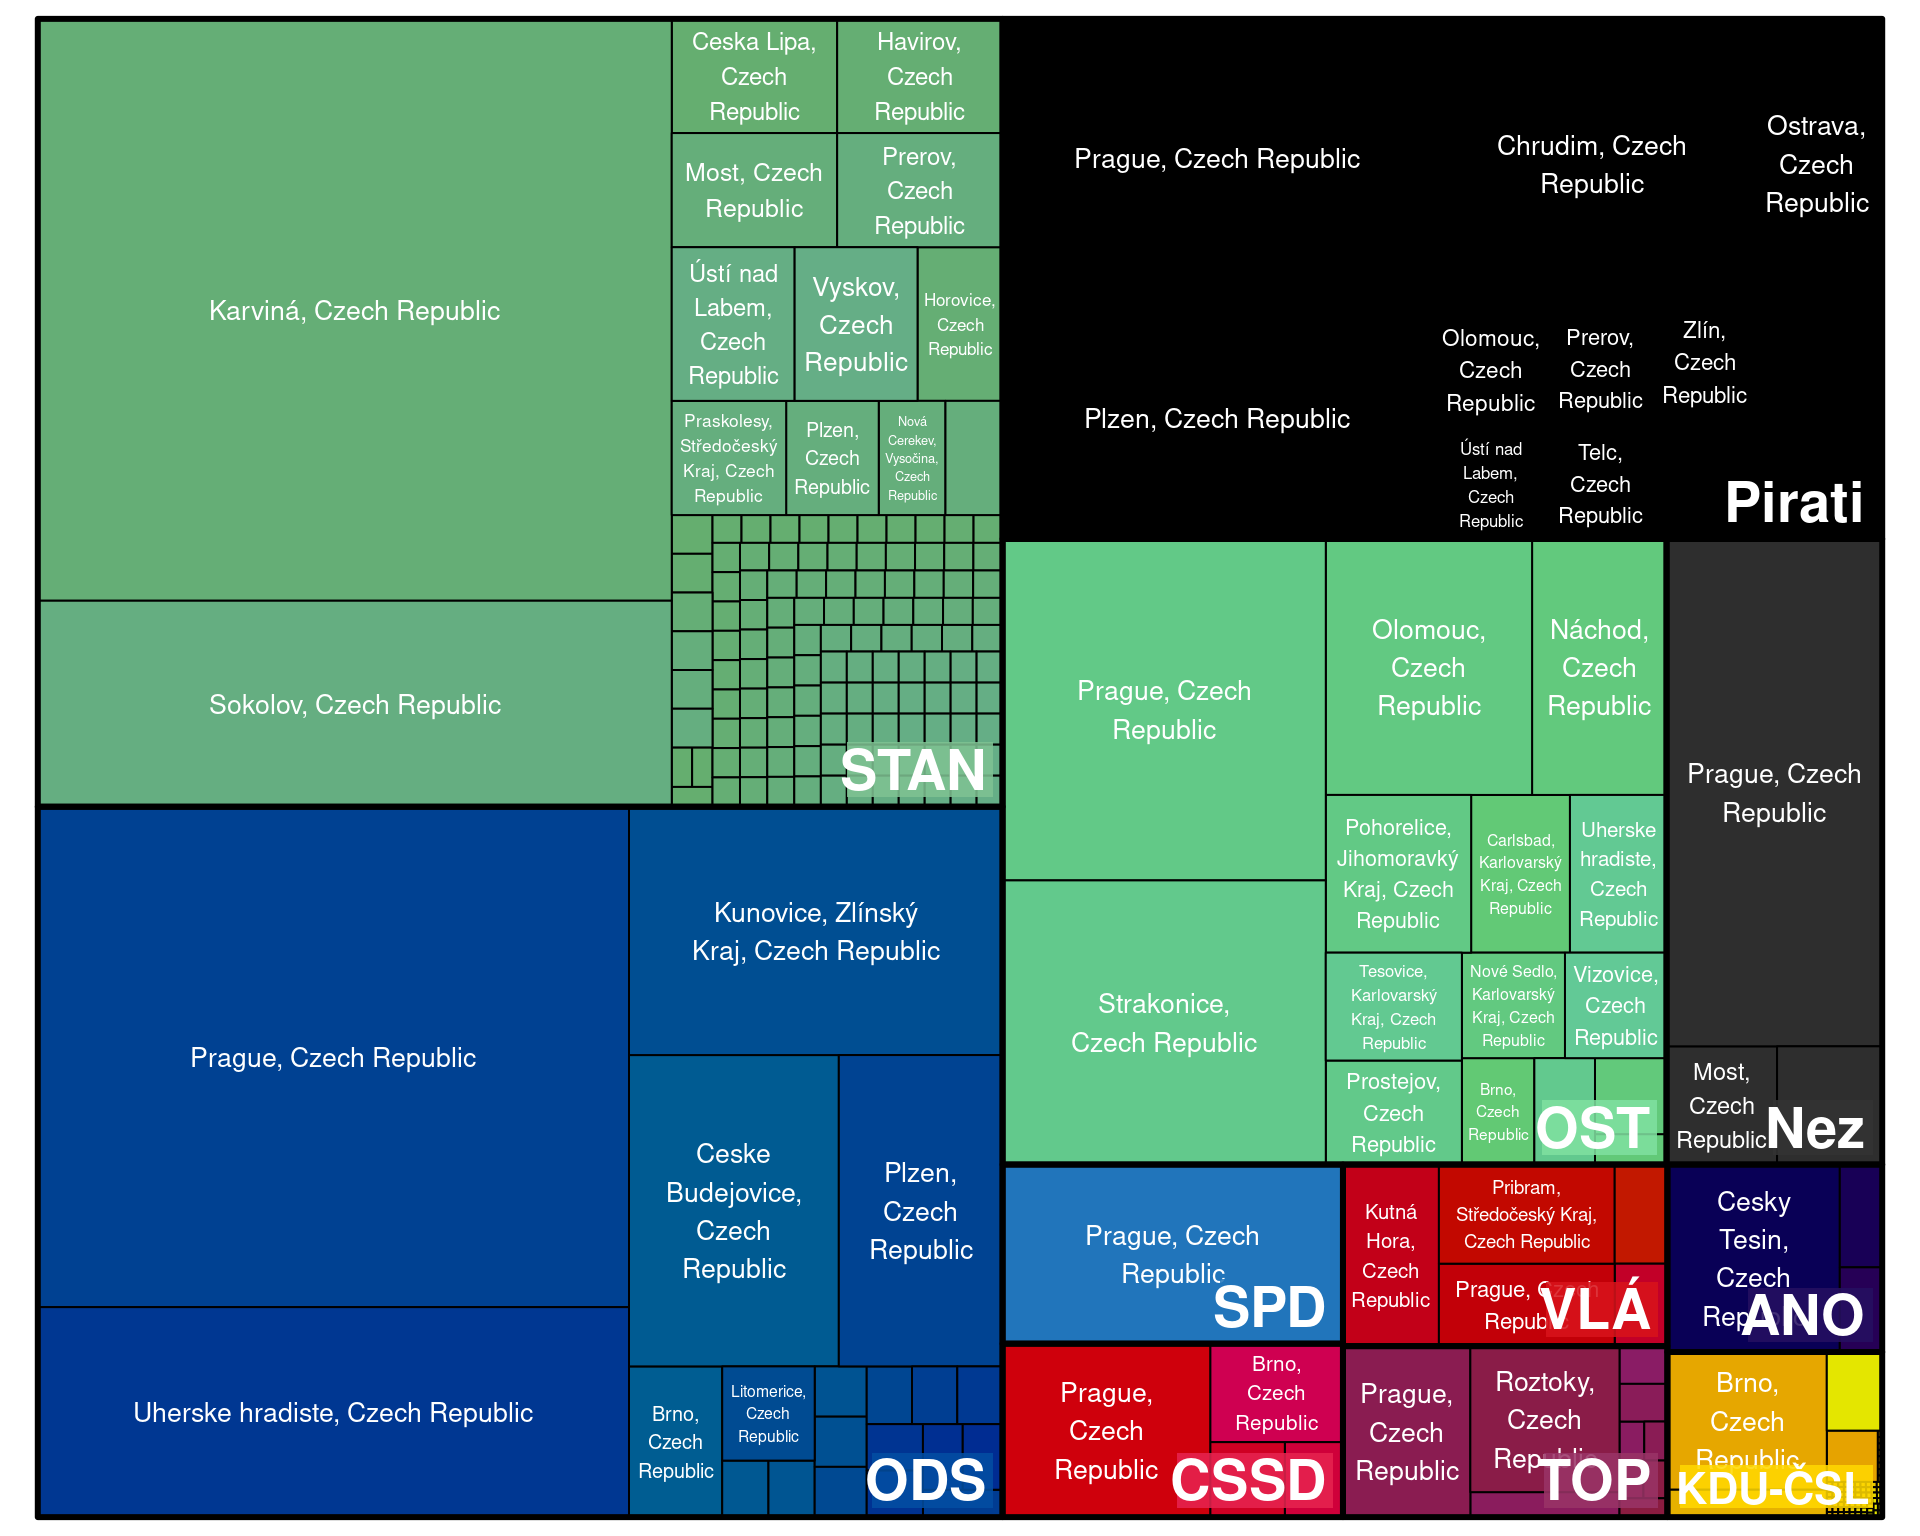 Karviná, Czech Republic
Sokolov, Czech Republic
Ceska Lipa,
Czech
Republic
Havirov,
Czech
Republic
Most, Czech
Republic
Prerov,
Czech
Republic
Ústí nad
Labem,
Czech
Republic
Vyskov,
Czech
Republic
Horovice,
Czech
Republic
Praskolesy,
Středočeský
Kraj, Czech
Republic
Plzen,
Czech
Republic
Nová
Cerekev,
Vysočina,
Czech
Republic
STAN
Prague, Czech Republic
Plzen, Czech Republic
Chrudim, Czech
Republic
Ostrava,
Czech
Republic
Olomouc,
Czech
Republic
Prerov,
Czech
Republic
Zlín,
Czech
Republic
Ústí nad
Labem,
Czech
Republic
Telc,
Czech
Republic
Pirati
Prague, Czech Republic
Uherske hradiste, Czech Republic
Kunovice, Zlínský
Kraj, Czech Republic
Ceske
Budejovice,
Czech
Republic
Plzen,
Czech
Republic
Brno,
Czech
Republic
Litomerice,
Czech
Republic
ODS
Prague, Czech
Republic
Strakonice,
Czech Republic
Olomouc,
Czech
Republic
Náchod,
Czech
Republic
Pohorelice,
Jihomoravký
Kraj, Czech
Republic
Carlsbad,
Karlovarský
Kraj, Czech
Republic
Uherske
hradiste,
Czech
Republic
Tesovice,
Karlovarský
Kraj, Czech
Republic
Nové Sedlo,
Karlovarský
Kraj, Czech
Republic
Vizovice,
Czech
Republic
Prostejov,
Czech
Republic
Brno,
Czech
Republic
OST
Prague, Czech
Republic
Most,
Czech
Republic
Nez
Prague, Czech
Republic
SPD
Kutná
Hora,
Czech
Republic
Pribram,
Středočeský Kraj,
Czech Republic
Prague, Czech
Republic
VLÁ
Cesky
Tesin,
Czech
Republic
ANO
Prague,
Czech
Republic
Brno,
Czech
Republic
CSSD
Prague,
Czech
Republic
Roztoky,
Czech
Republic
TOP
Brno,
Czech
Republic
KDU-ČSL